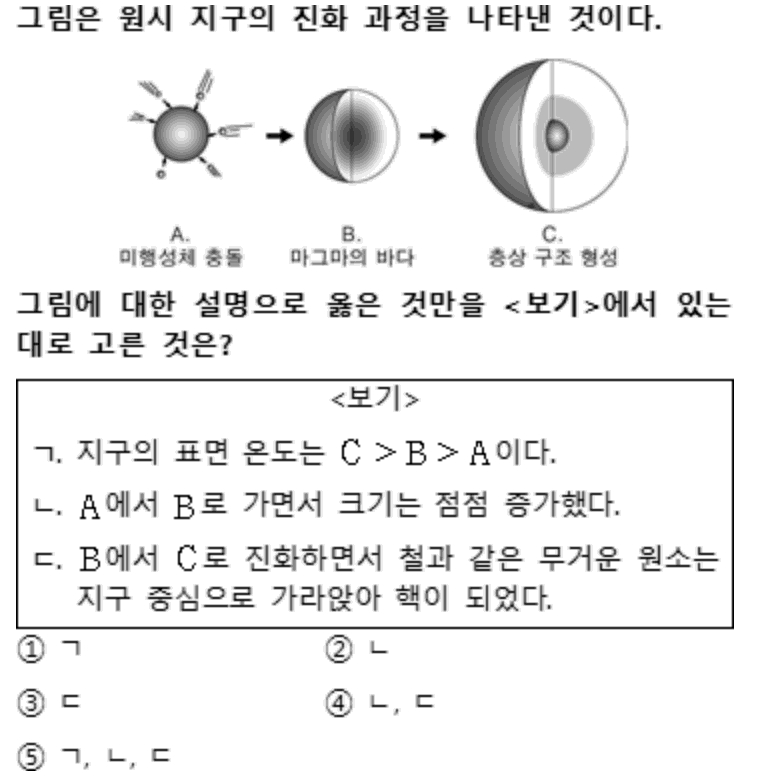 그림은 원시 지구의 진화 과정을 나타낸 것이다.
A. B. C.
미행성체 충돌 마그마의 바다 층상 구조 형성
그림에 대한 설명으로 옳은 것만을 <보기>에서 있는
대로 고른 것은?
<보기>
ㄱ. 지구의 표면 온도는 C > B > A이다.
ㄴ. A에서 B로 가면서 크기는 점점 증가했다.
ㄷ. B에서 C로 진화하면서 철과 같은 무거운 원소는
지구 중심으로 가라앉아 핵이 되었다.
① ㄱ ② ㄴ
③ ㄷ ④ ㄴ, ㄷ
⑤ ㄱ, ㄴ, ㄷ